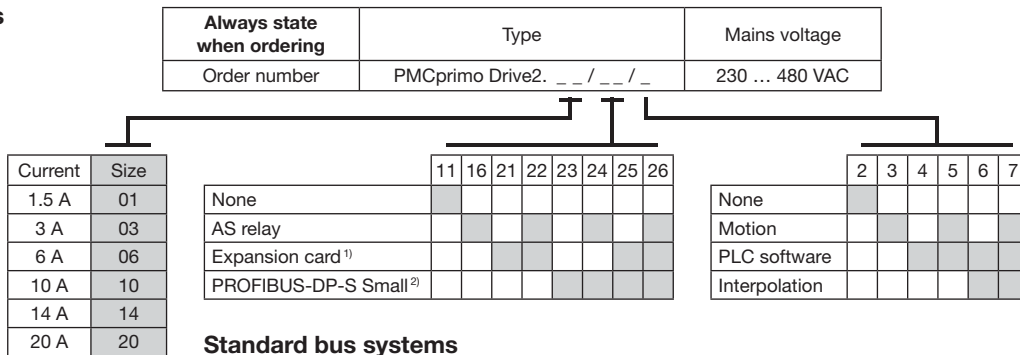 s
Always state when ordering Type Mains voltage
Order number PMCprimo Drive2. _ _ / _ _ / _ 230 … 480 VAC
Current Size
1.5 A 01
3 A 03
6 A 06
10 A 10
14 A 14
20 A 20
11 16 21 22 23 24 25 26
None
AS relay
Expansion card 1)
PROFIBUS-DP-S Small 2)
2 3 4 5 6 7
None
Motion
PLC software
Interpolation
Standard bus systems